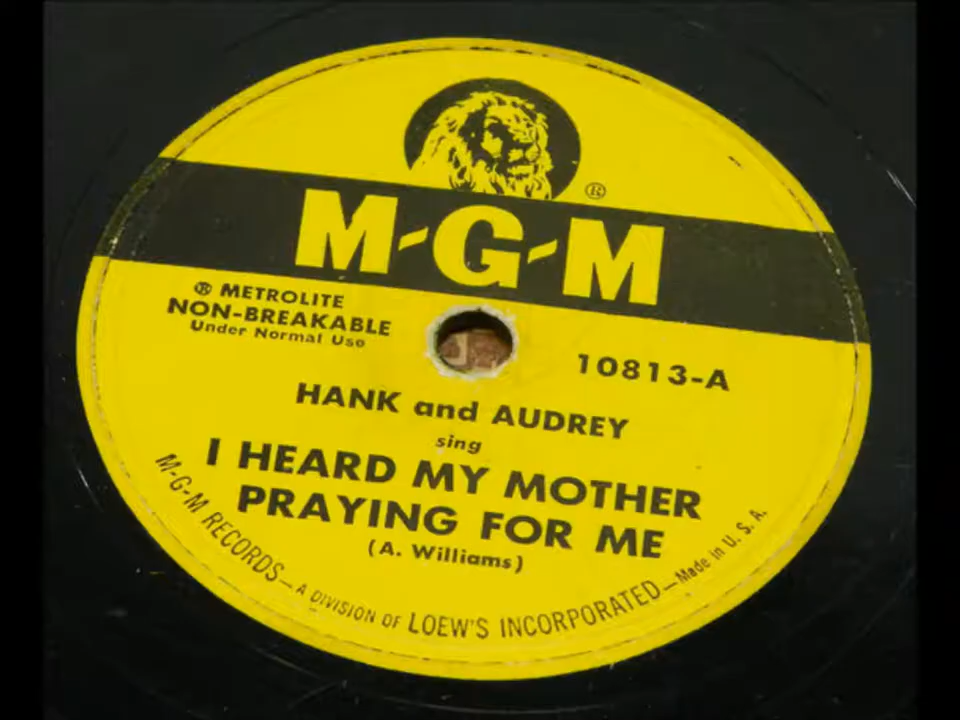 ®
M-G-M
® METROLITE
NON-BREAKABLE
Under Normal Use
10813-A
HANK and AUDREY
sing
I HEARD MY MOTHER
PRAYING FOR ME
(A. Williams)
M-G-M RECORDS—A DIVISION OF LOEW'S INCORPORATED—Made in U. S. A.